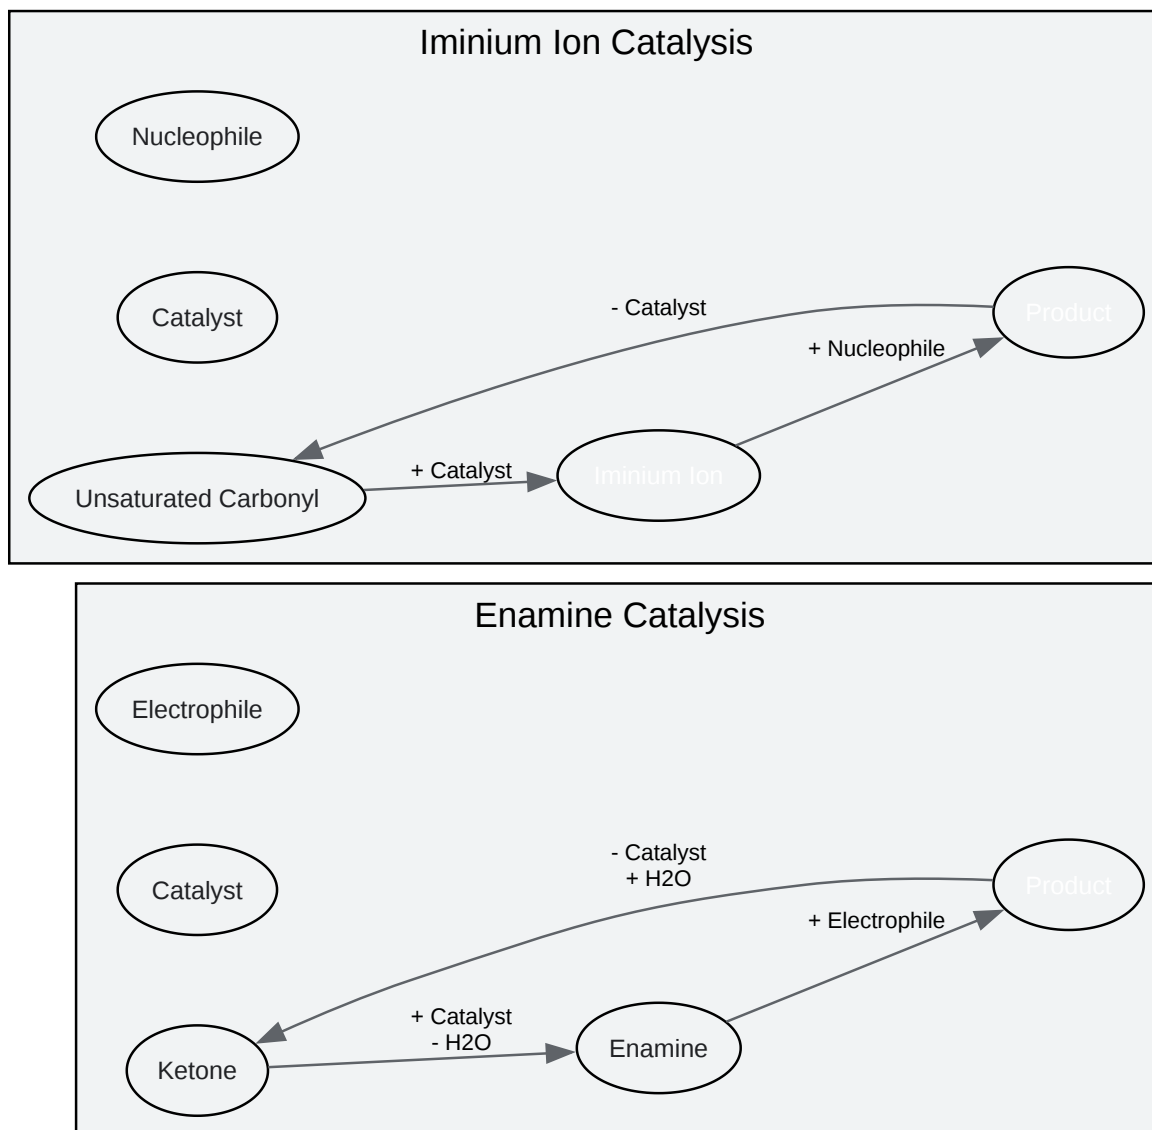 Iminium Ion Catalysis
Nucleophile
Catalyst
- Catalyst
Product
+ Nucleophile
Unsaturated Carbonyl
+ Catalyst
Iminium Ion
Enamine Catalysis
Electrophile
Catalyst
- Catalyst
+ H2O
Product
+ Electrophile
Ketone
+ Catalyst
- H2O
Enamine